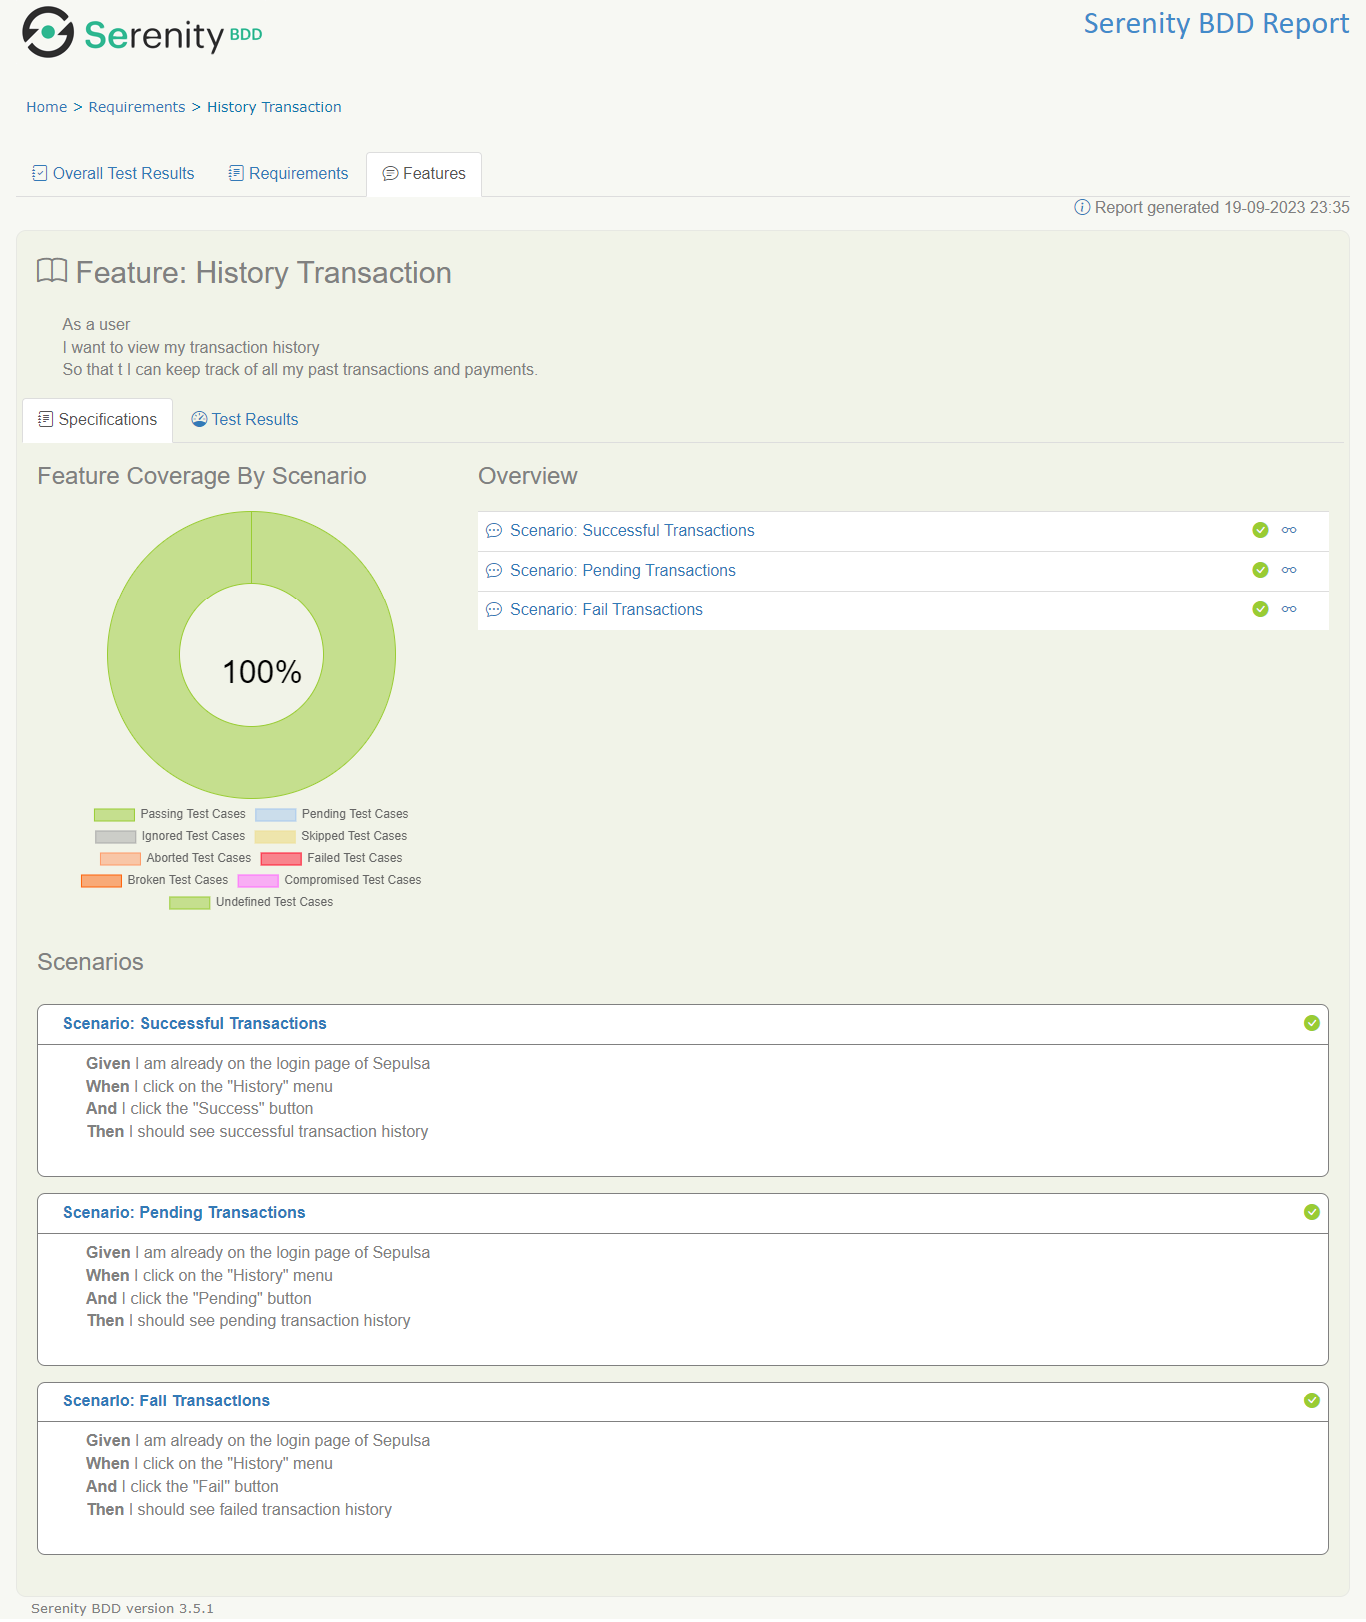 Serenity BDD
Serenity BDD Report
Home > Requirements > History Transaction
Overall Test Results
Requirements
Features
Report generated 19-09-2023 23:35
Feature: History Transaction
As a user
I want to view my transaction history
So that t I can keep track of all my past transactions and payments.
Specifications
Test Results
Feature Coverage By Scenario
100%
Passing Test Cases
Pending Test Cases
Ignored Test Cases
Skipped Test Cases
Aborted Test Cases
Failed Test Cases
Broken Test Cases
Compromised Test Cases
Undefined Test Cases
Overview
Scenario: Successful Transactions
Scenario: Pending Transactions
Scenario: Fail Transactions
Scenarios
Scenario: Successful Transactions
Given I am already on the login page of Sepulsa
When I click on the "History" menu
And I click the "Success" button
Then I should see successful transaction history
Scenario: Pending Transactions
Given I am already on the login page of Sepulsa
When I click on the "History" menu
And I click the "Pending" button
Then I should see pending transaction history
Scenario: Fail Transactions
Given I am already on the login page of Sepulsa
When I click on the "History" menu
And I click the "Fail" button
Then I should see failed transaction history
Serenity BDD version 3.5.1